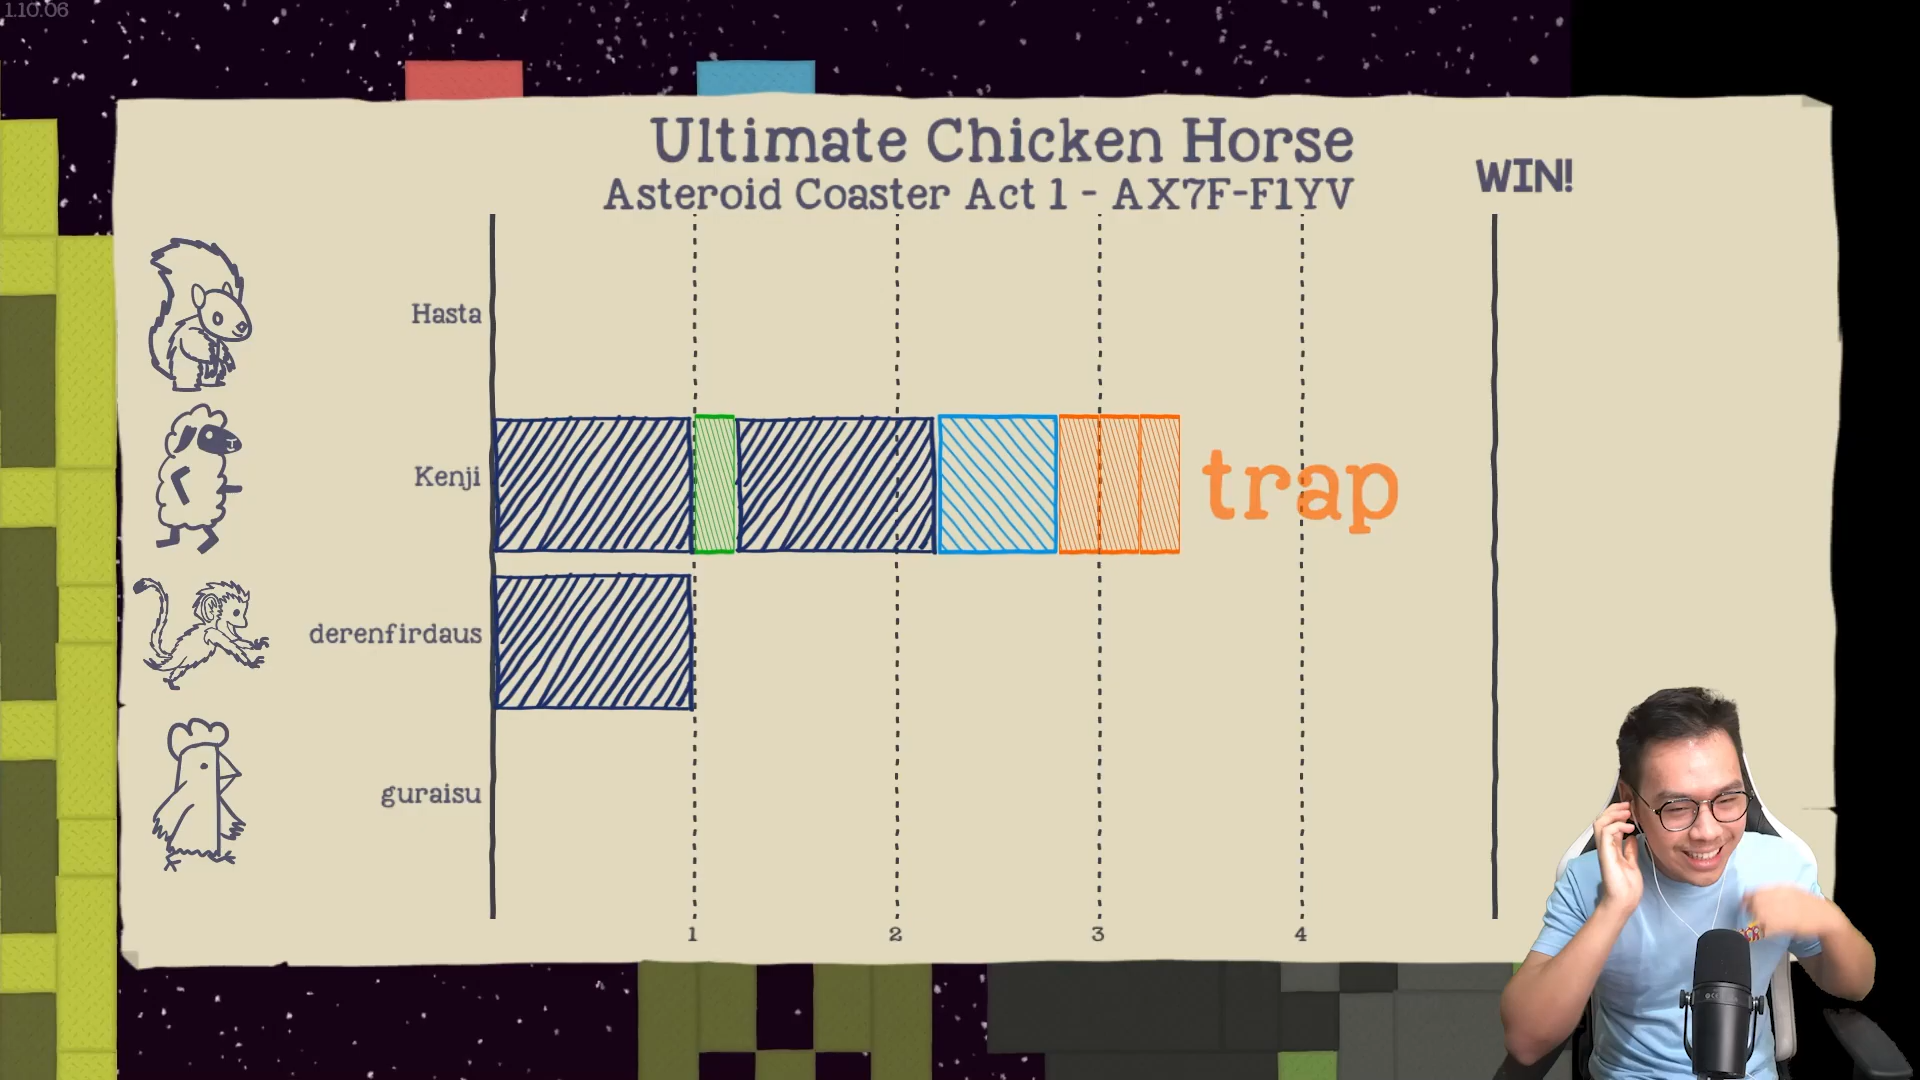 1.10.06
Ultimate Chicken Horse
Asteroid Coaster Act 1 - AX7F-F1YV
WIN!
Hasta
Kenji
trap
derenfirdaus
guraisu
1 2 3 4